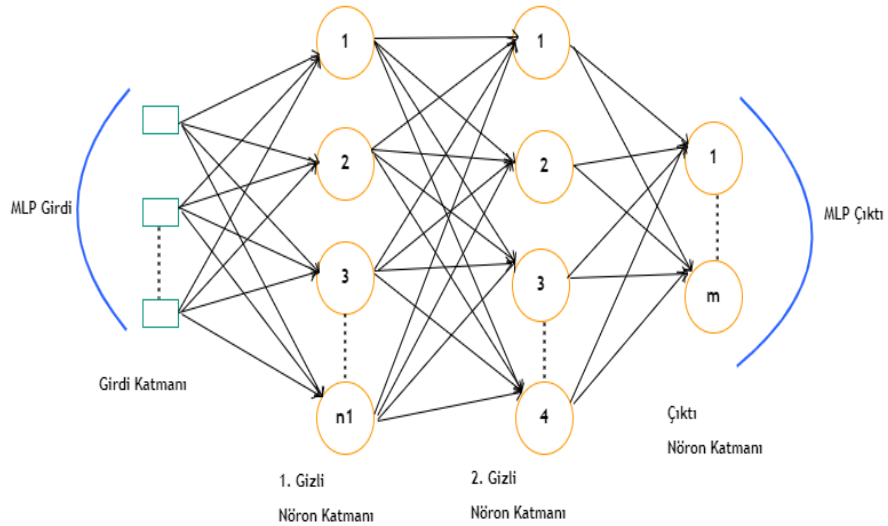 1
1
2
2
1
MLP Girdi
MLP Çıktı
3
3
m
Girdi Katmanı
n1
4
Çıktı
Nöron Katmanı
1. Gizli
Nöron Katmanı
2. Gizli
Nöron Katmanı